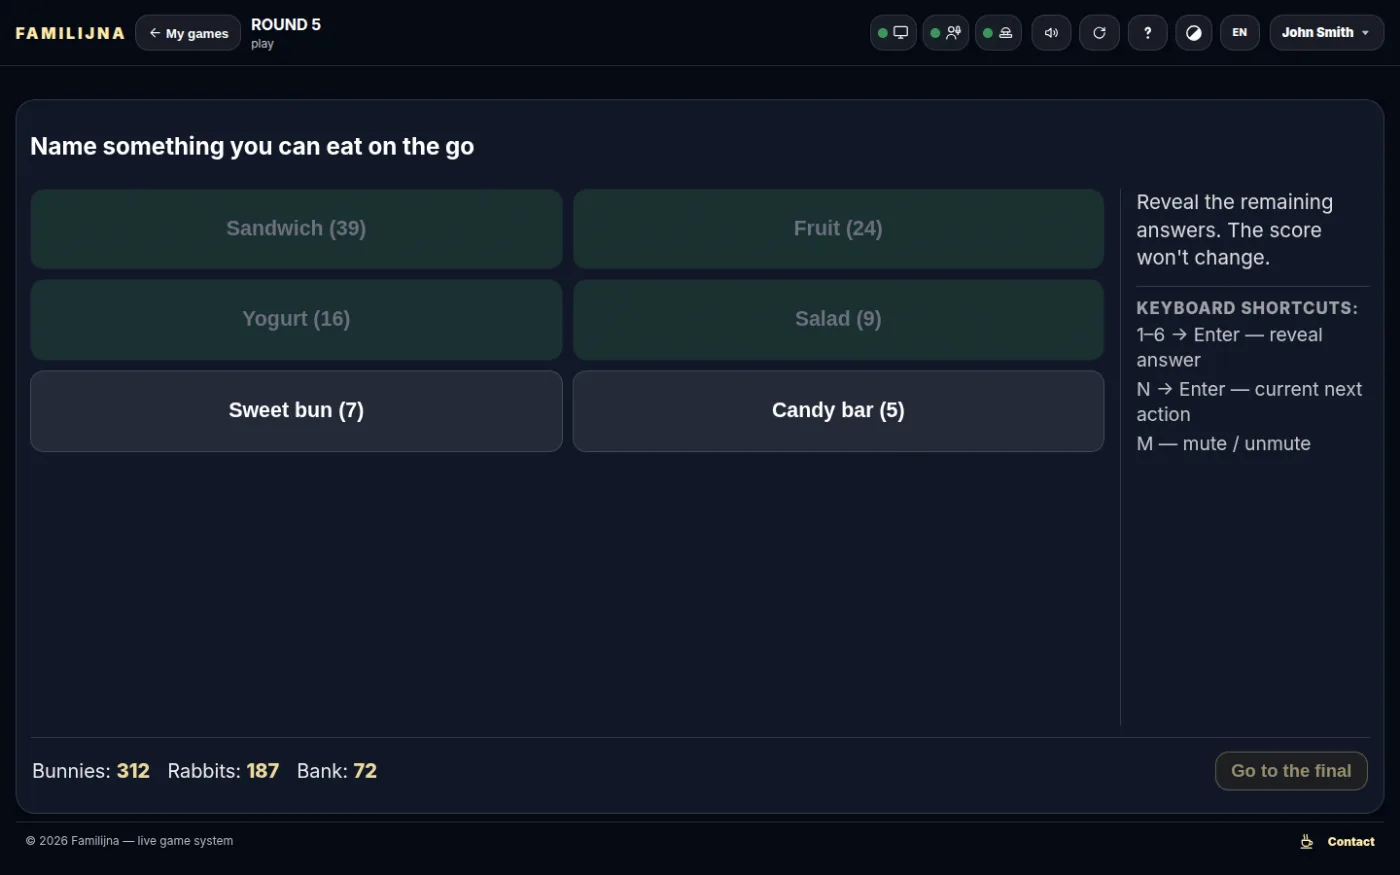 FAMILIJNA
← My games
ROUND 5
play
?
EN
John Smith
Name something you can eat on the go
Sandwich (39)
Fruit (24)
Yogurt (16)
Salad (9)
Sweet bun (7)
Candy bar (5)
Reveal the remaining
answers. The score
won't change.
KEYBOARD SHORTCUTS:
1–6 → Enter — reveal
answer
N → Enter — current next
action
M — mute / unmute
Bunnies: 312 Rabbits: 187 Bank: 72
Go to the final
© 2026 Familijna — live game system
Contact